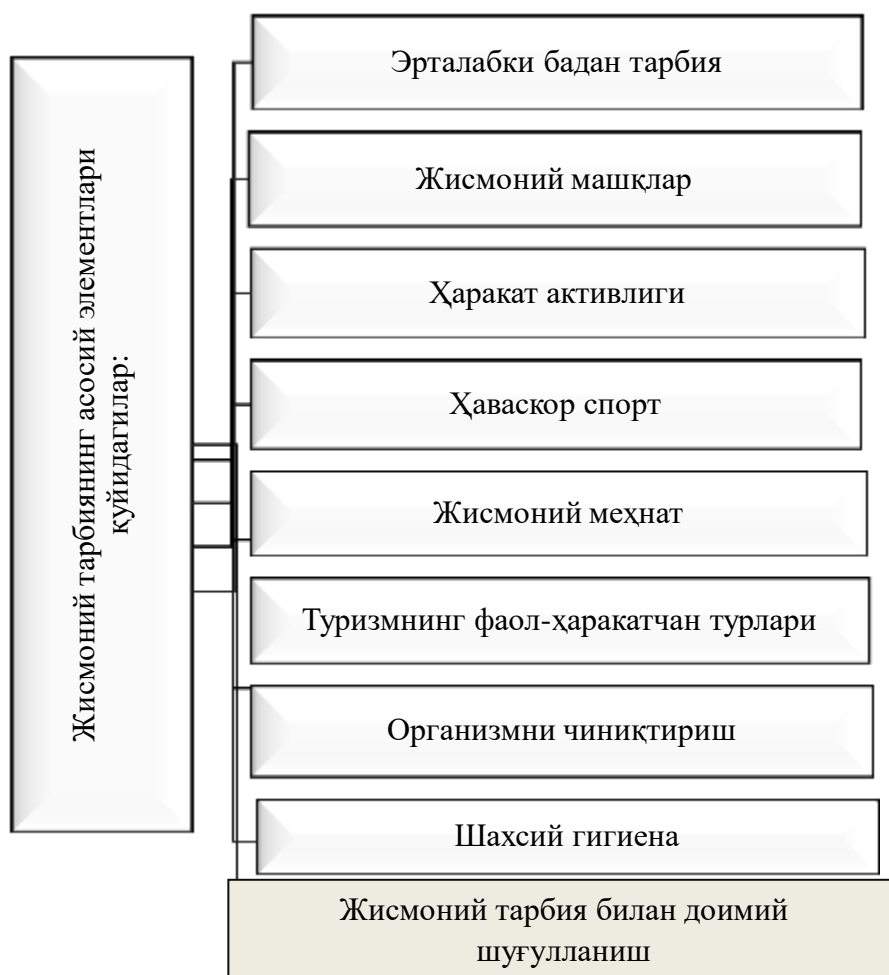 Жисмоний тарбиянинг асосий элементлари
қуйидагилар:
Эрталабки бадан тарбия
Жисмоний машқлар
Ҳаракат активлиги
Ҳаваскор спорт
Жисмоний меҳнат
Туризмнинг фаол-ҳаракатчан турлари
Организмни чиниқтириш
Шахсий гигиена
Жисмоний тарбия билан доимий
шуғулланиш